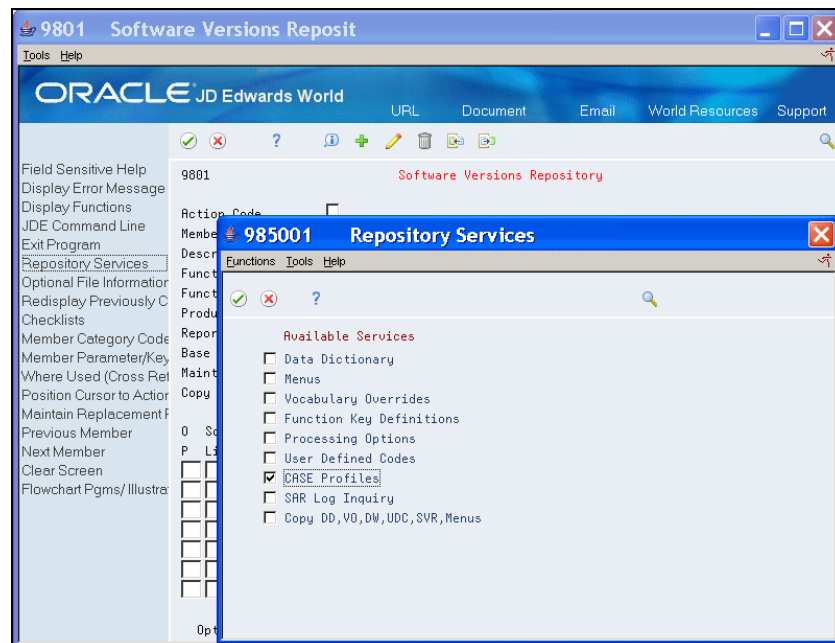 9801 Software Versions Reposit
Tools Help
ORACLE JD Edwards World
URL Document Email World Resources Support
?
Field Sensitive Help
Display Error Message
Display Functions
JDE Command Line
Exit Program
Repository Services
Optional File Information
Redisplay Previously C
Checklists
Member Category Code
Member Parameter/Key
Where Used (Cross Ref
Position Cursor to Action
Maintain Replacement
Previous Member
Next Member
Clear Screen
Flowchart Pgms/ Illustra
9801 Software Versions Repository
Action Code
Membe
Descr
Funct
Funct
Produ
Repor
Base
Maint
Copy
O So
P Li
Opt
985001 Repository Services
Functions Tools Help
?
Available Services
Data Dictionary
Menus
Vocabulary Overrides
Function Key Definitions
Processing Options
User Defined Codes
CASE Profiles
SAR Log Inquiry
Copy DD,VO,DW,UDC,SVR,Menus